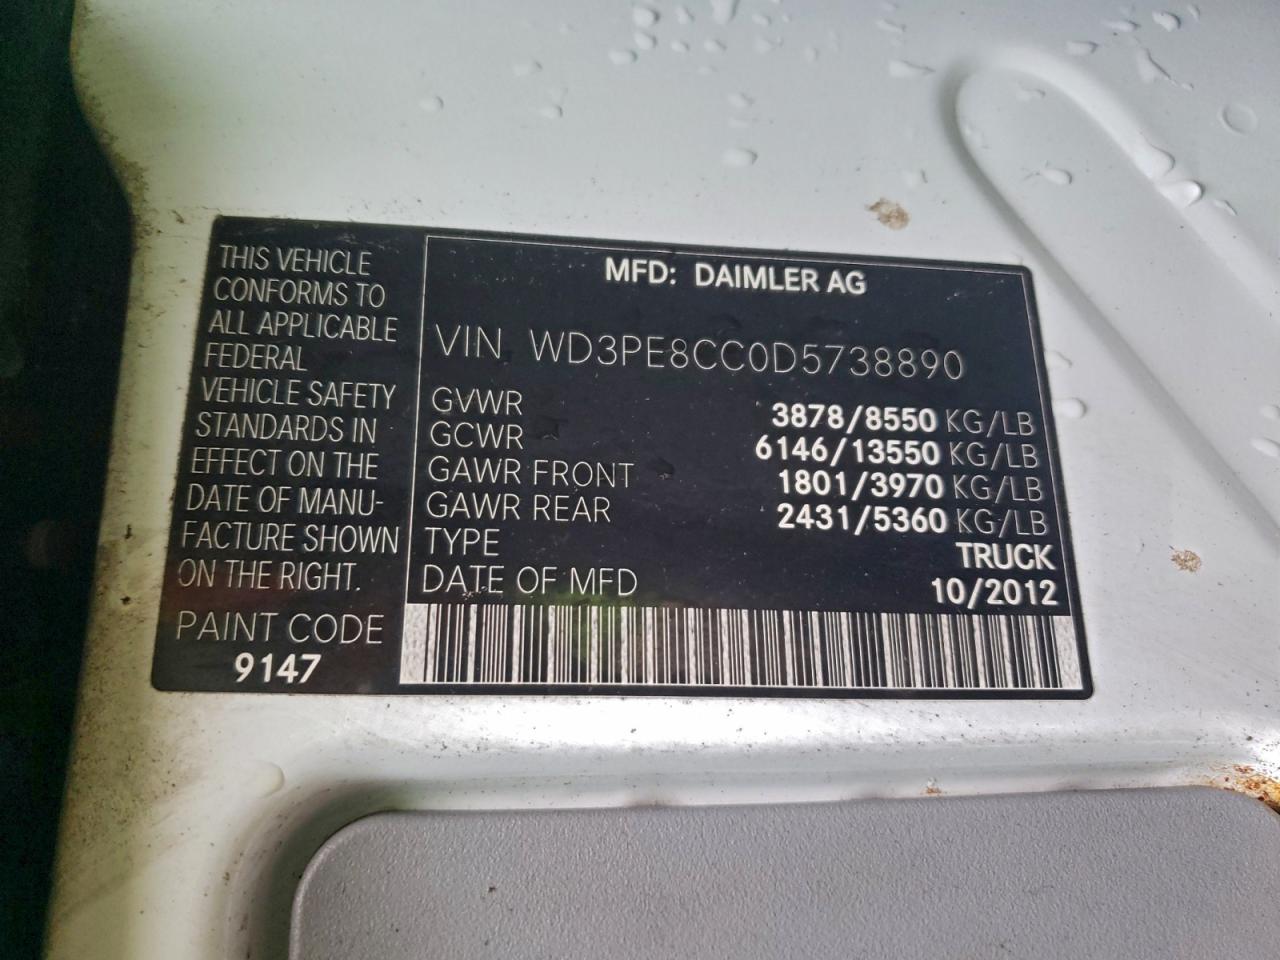 THIS VEHICLE
CONFORMS TO
ALL APPLICABLE
FEDERAL
VEHICLE SAFETY
STANDARDS IN
EFFECT ON THE
DATE OF MANU-
FACTURE SHOWN
ON THE RIGHT.
PAINT CODE
9147
MFD: DAIMLER AG
VIN WD3PE8CC0D5738890
GVWR 3878/8550 KG/LB
GCWR 6146/13550 KG/LB
GAWR FRONT 1801/3970 KG/LB
GAWR REAR 2431/5360 KG/LB
TYPE TRUCK
DATE OF MFD 10/2012